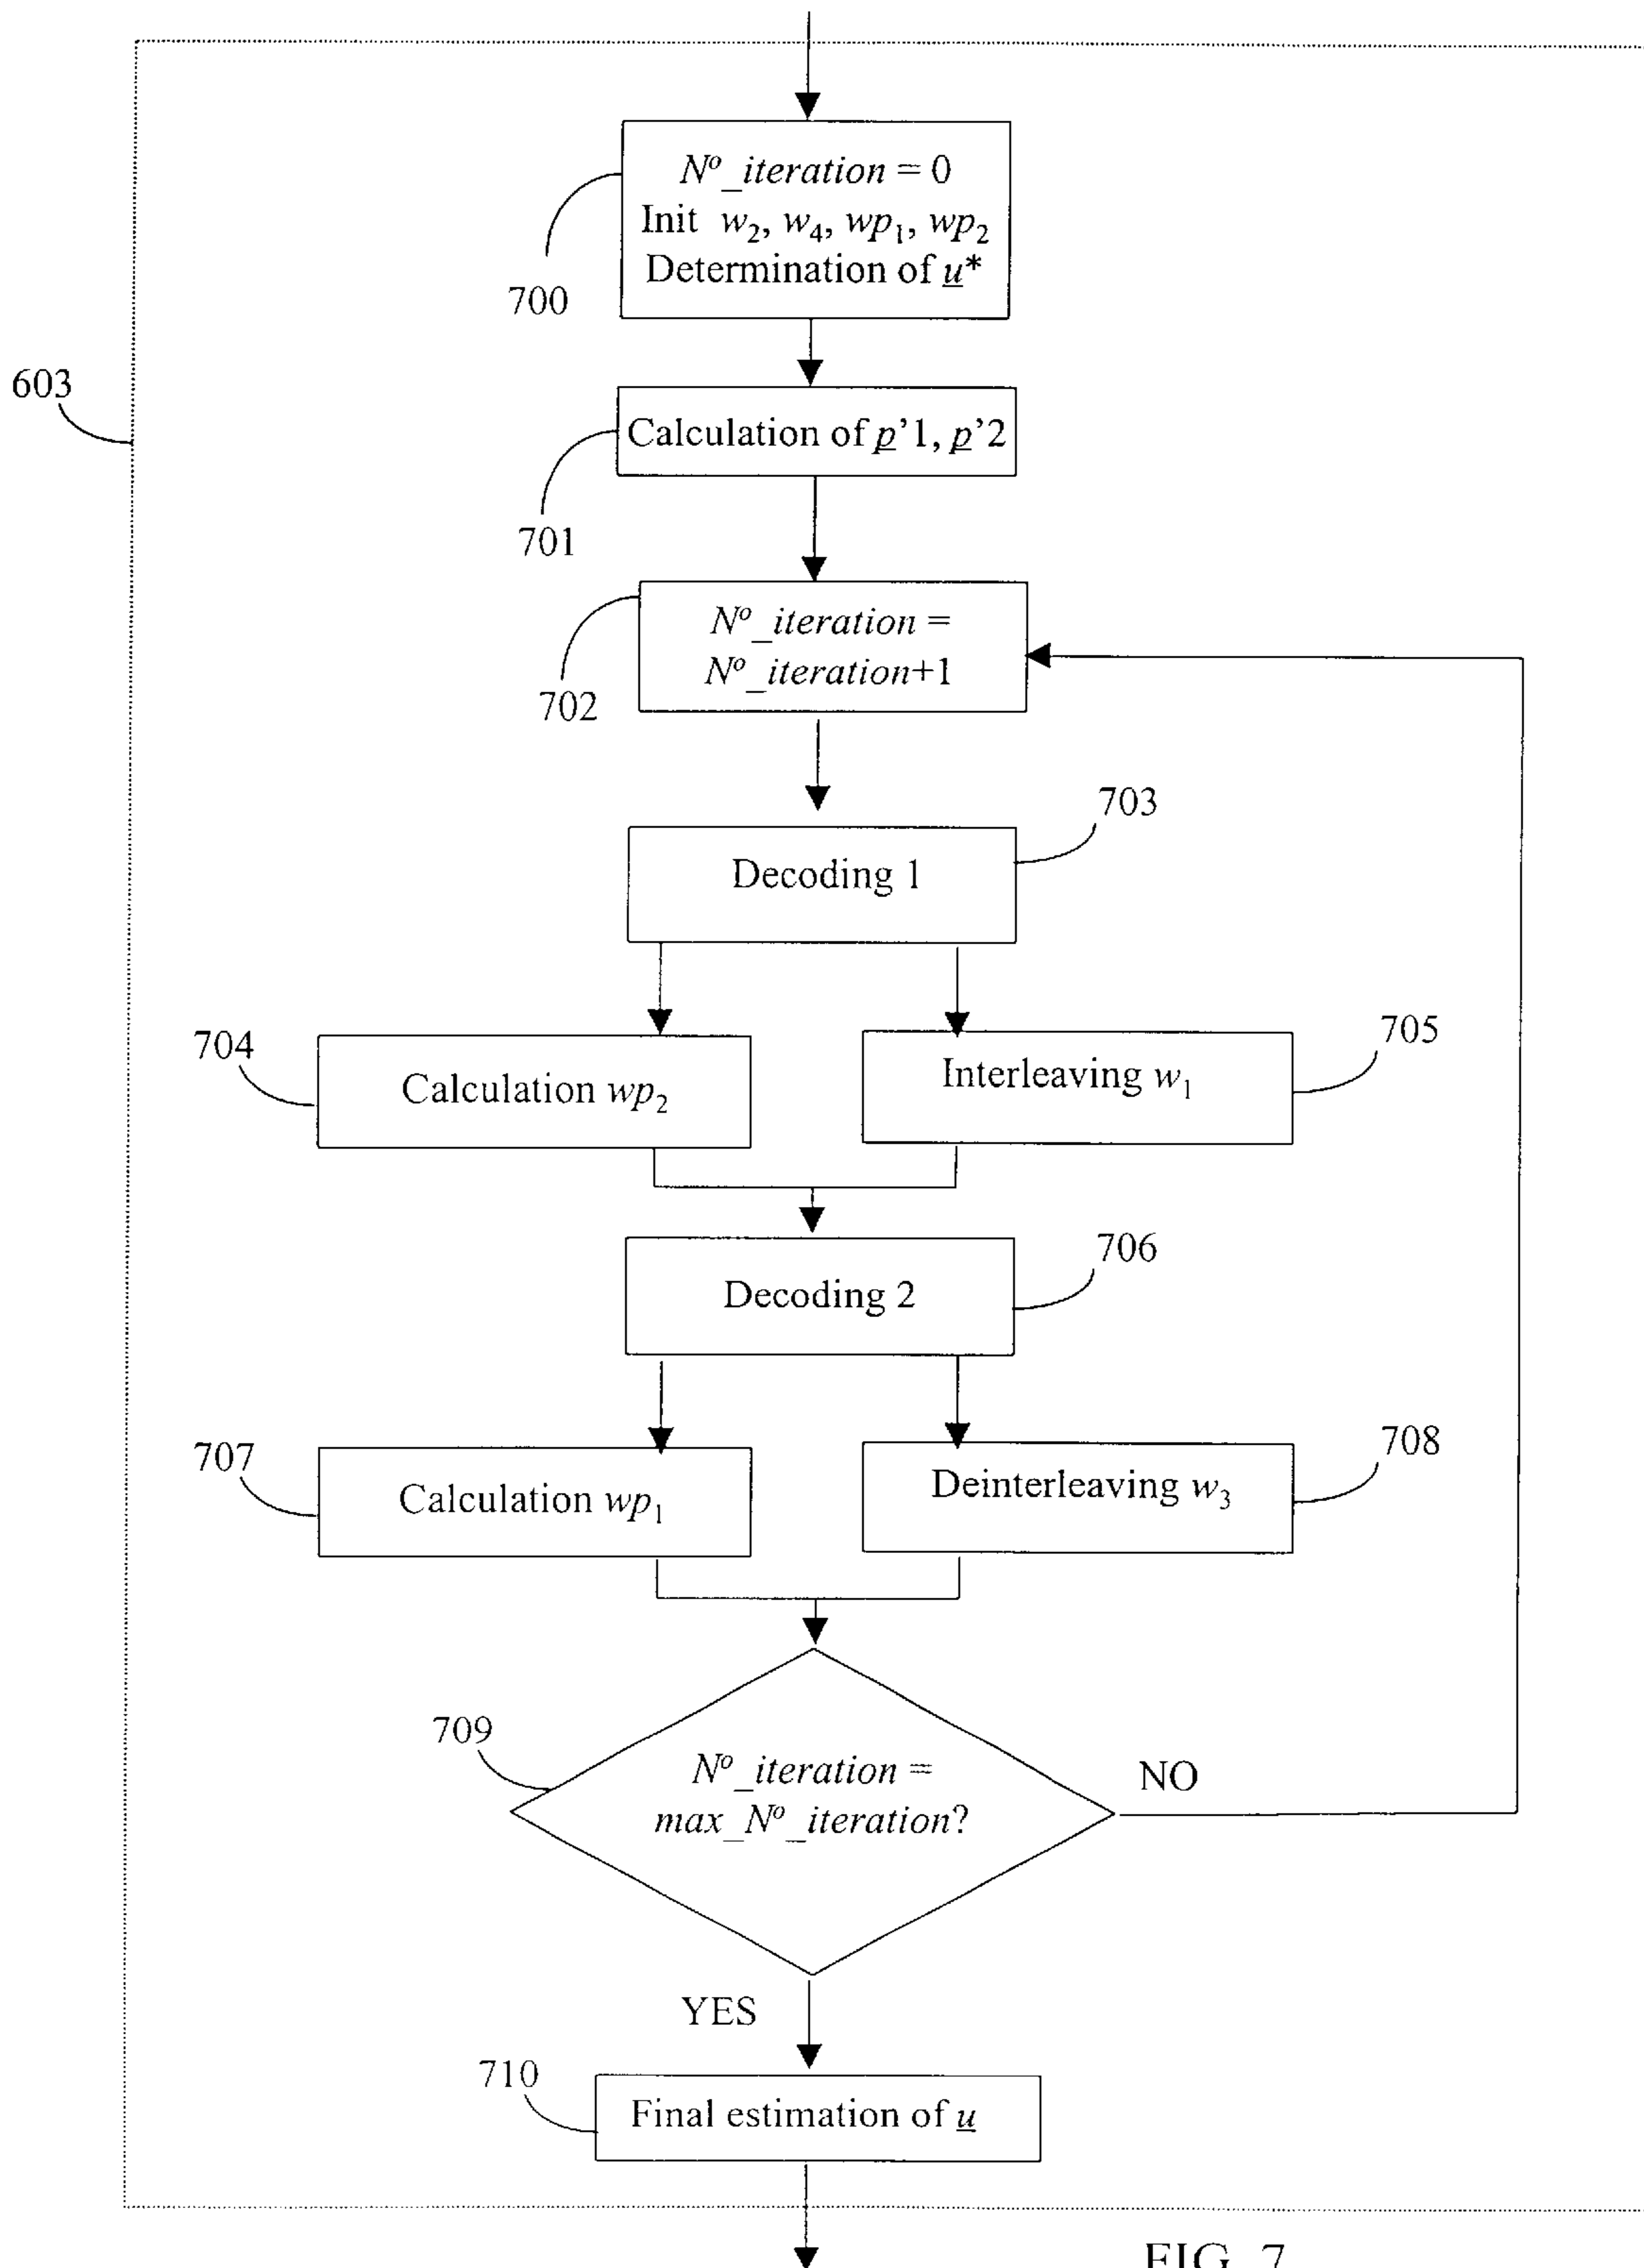 N°_iteration = 0
Init w₂, w₄, wp₁, wp₂
Determination of u*
700
603
Calculation of p’1, p’2
701
N°_iteration =
N°_iteration+1
702
703
Decoding 1
704
705
Calculation wp₂
Interleaving w₁
706
Decoding 2
707
708
Calculation wp₁
Deinterleaving w₃
709
N°_iteration =
max_N°_iteration?
NO
YES
710
Final estimation of u
FIG. 7